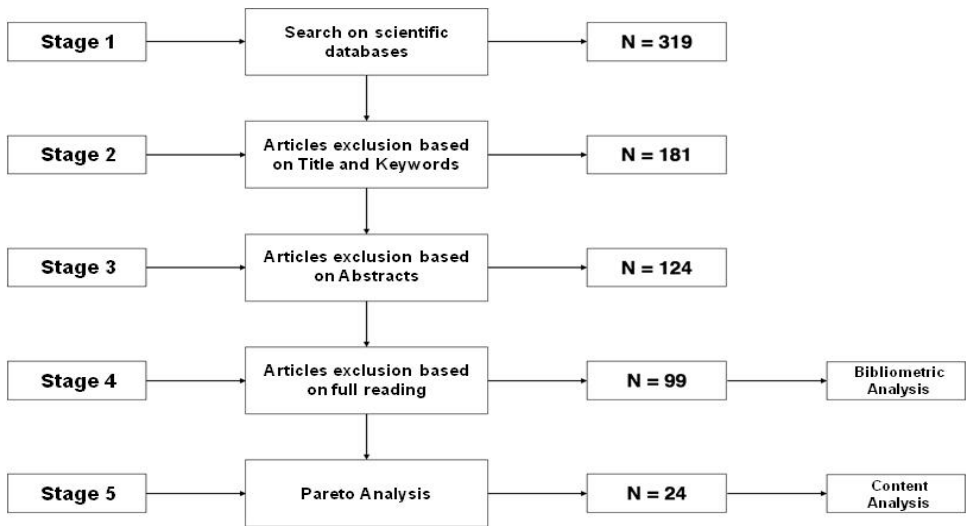 Stage 1
Search on scientific
databases
N = 319
Stage 2
Articles exclusion based
on Title and Keywords
N = 181
Stage 3
Articles exclusion based
on Abstracts
N = 124
Stage 4
Articles exclusion based
on full reading
N = 99
Bibliometric
Analysis
Stage 5
Pareto Analysis
N = 24
Content
Analysis